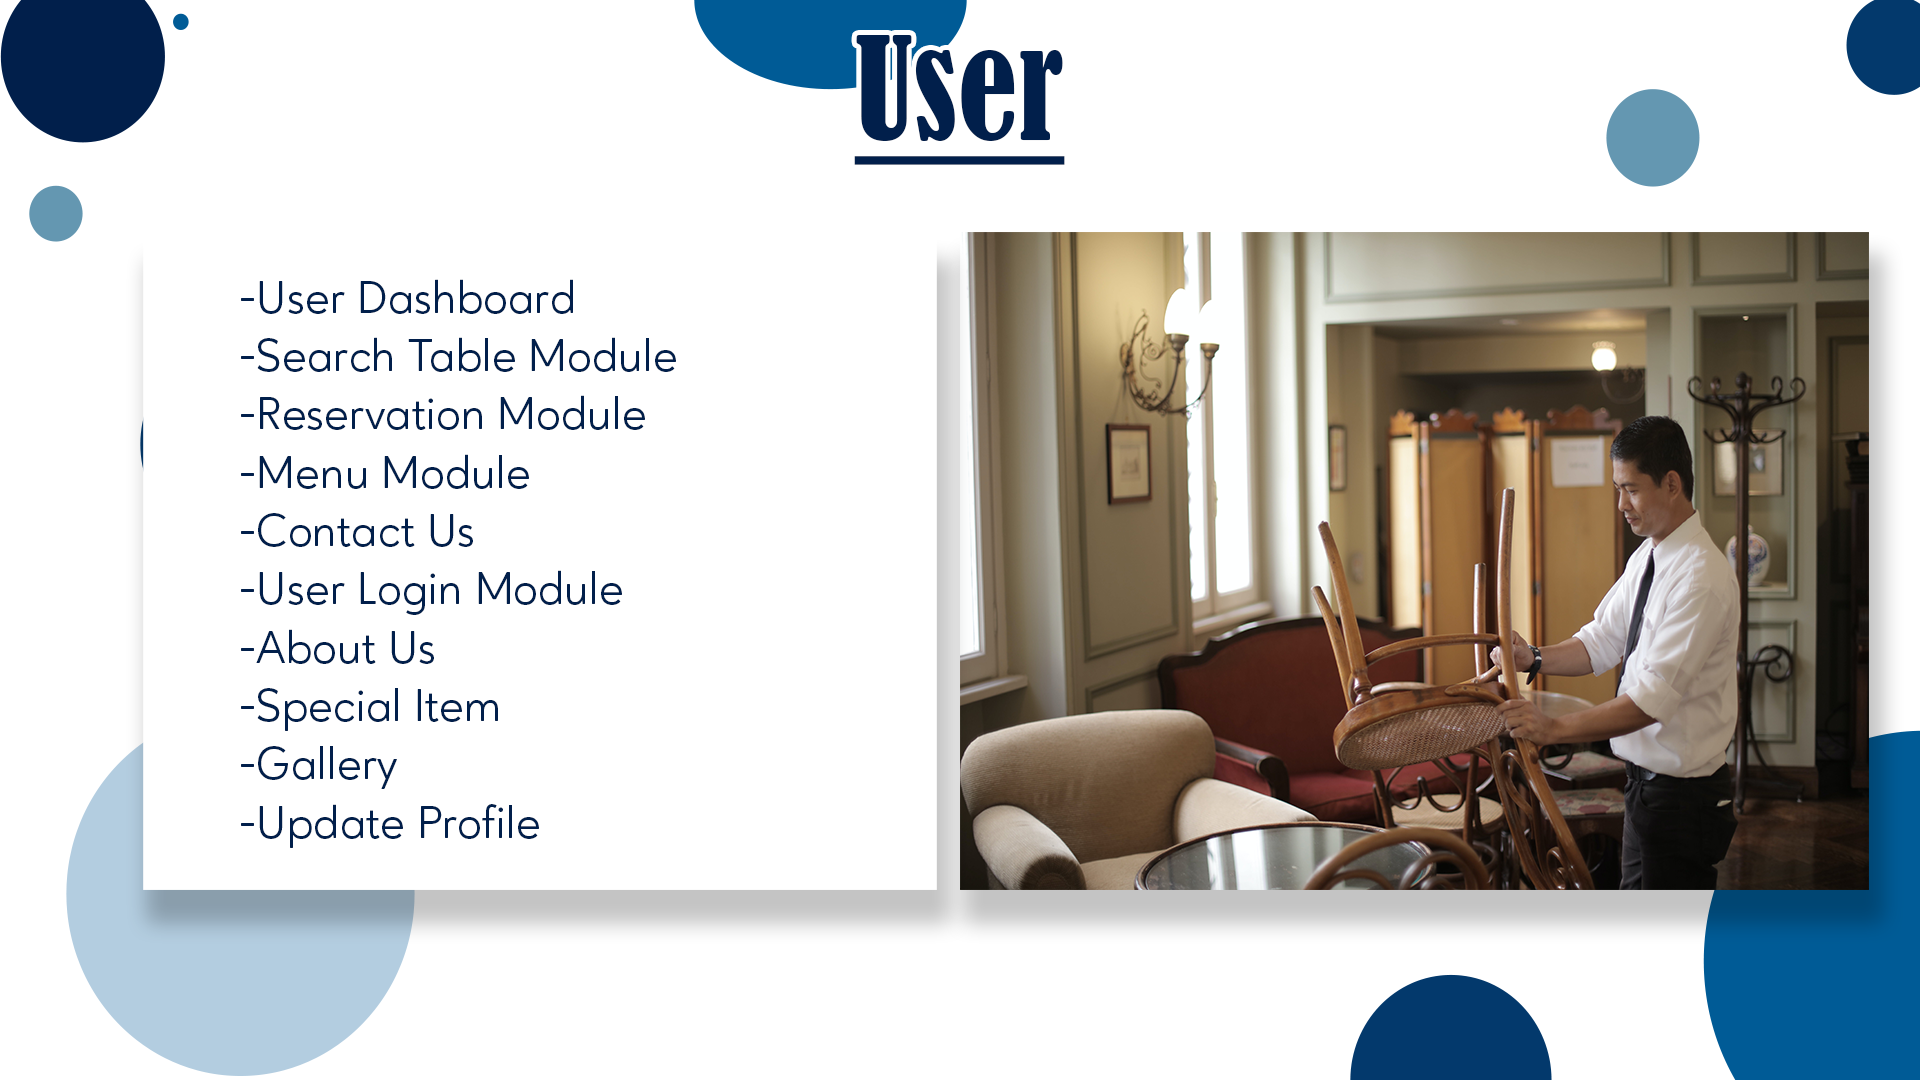 User
-User Dashboard
-Search Table Module
-Reservation Module
-Menu Module
-Contact Us
-User Login Module
-About Us
-Special Item
-Gallery
-Update Profile